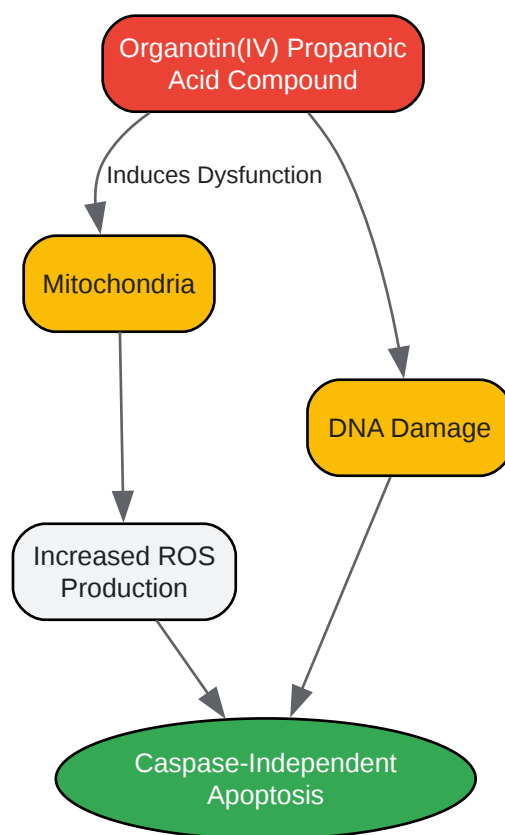 Organotin(IV) Propanoic
Acid Compound
Induces Dysfunction
Mitochondria
DNA Damage
Increased ROS
Production
Caspase-Independent
Apoptosis